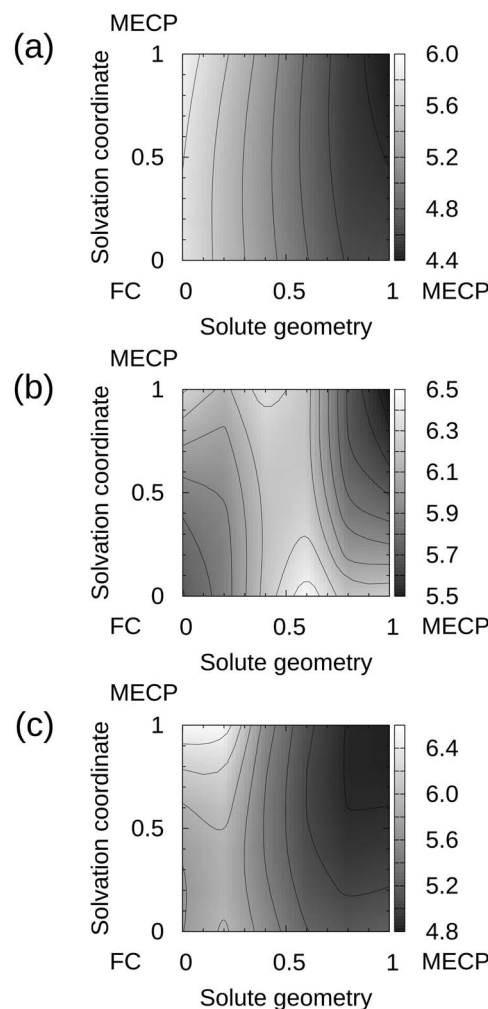 (a)
MECP
Solvation coordinate
1
0.5
0
6.0
5.6
5.2
4.8
4.4
FC 0 0.5 1 MECP
Solute geometry
(b)
MECP
Solvation coordinate
1
0.5
0
6.5
6.3
6.1
5.9
5.7
5.5
FC 0 0.5 1 MECP
Solute geometry
(c)
MECP
Solvation coordinate
1
0.5
0
6.4
6.0
5.6
5.2
4.8
FC 0 0.5 1 MECP
Solute geometry